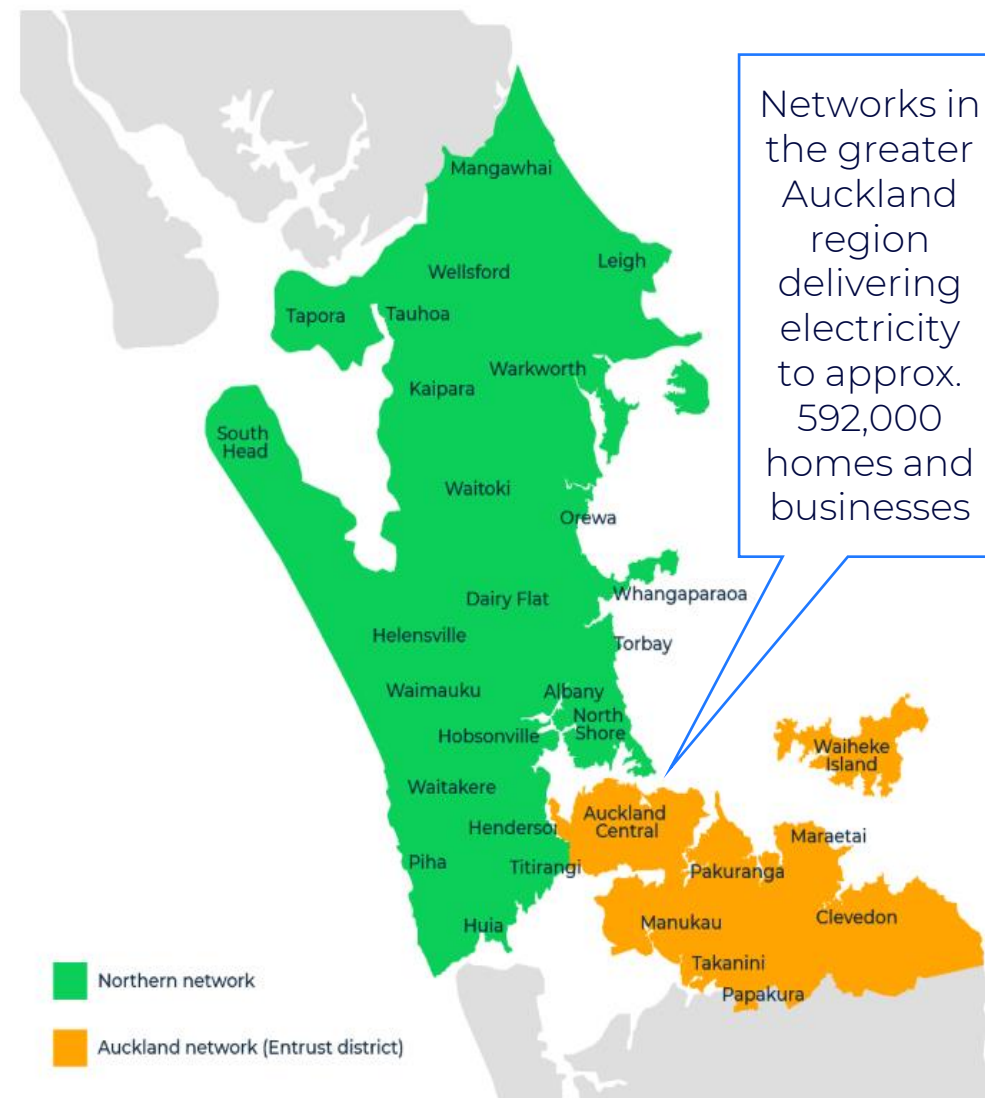 Networks in
the greater
Auckland
region
delivering
electricity
to approx.
592,000
homes and
businesses
Mangawhai
Wellsford
Leigh
Tapora
Tauhoa
Warkworth
Kaipara
South
Head
Waitoki
Orewa
Dairy Flat
Whangaparaoa
Helensville
Torbay
Waimauku
Albany
North
Shore
Hobsonville
Waiheke
Island
Waitakere
Auckland
Central
Hendersoi
Maraetai
Piha
Titirangi
Pakuranga
Huia
Manukau
Clevedon
Takanini
Papakura
Northern network
Auckland network (Entrust district)